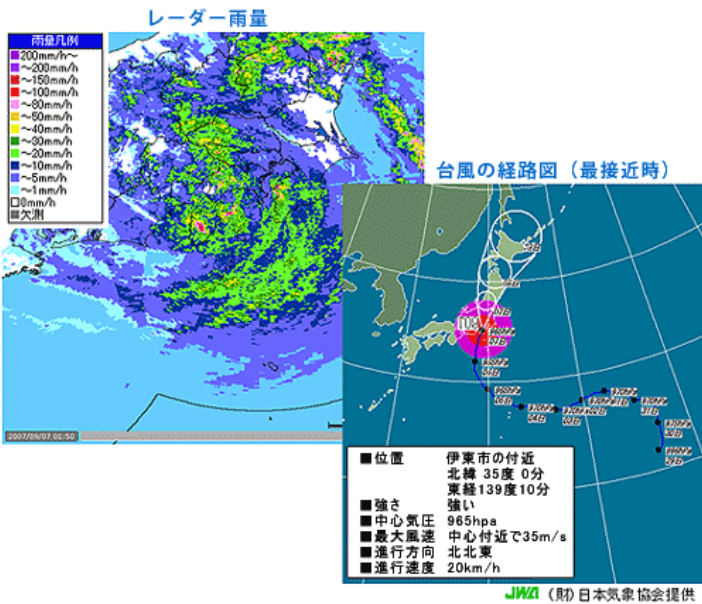 レーダー雨量
雨量凡例
200mm/h～
～200mm/h
～150mm/h
～100mm/h
～80mm/h
～50mm/h
～40mm/h
～30mm/h
～20mm/h
～10mm/h
～5mm/h
～1mm/h
0mm/h
欠測
2007/09/07 01:50
台風の経路図（最接近時）
■位置 伊東市の付近
北緯 35度 0分
東経139度10分
■強さ 強い
■中心気圧 965hpa
■最大風速 中心付近で35m/s
■進行方向 北北東
■進行速度 20km/h
JWA （財）日本気象協会提供